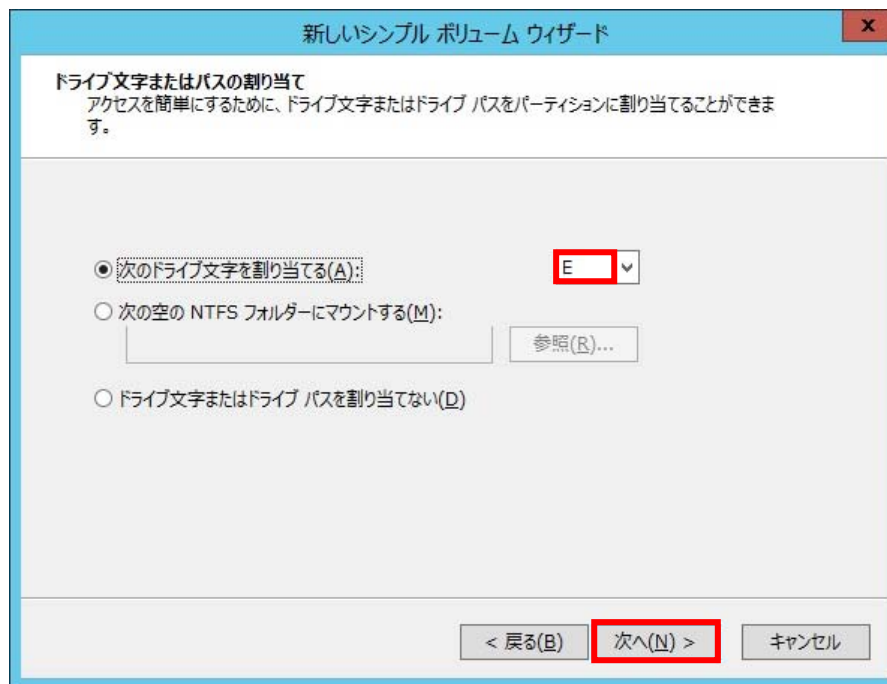 新しいシンプル ボリューム ウィザード
x
ドライブ文字またはパスの割り当て
アクセスを簡単にするために、ドライブ文字またはドライブ パスをパーティションに割り当てることができま
す。
次のドライブ文字を割り当てる(A): E
次の空の NTFS フォルダーにマウントする(M):
参照(R)...
ドライブ文字またはドライブ パスを割り当てない(D)
< 戻る(B) 次へ(N) > キャンセル